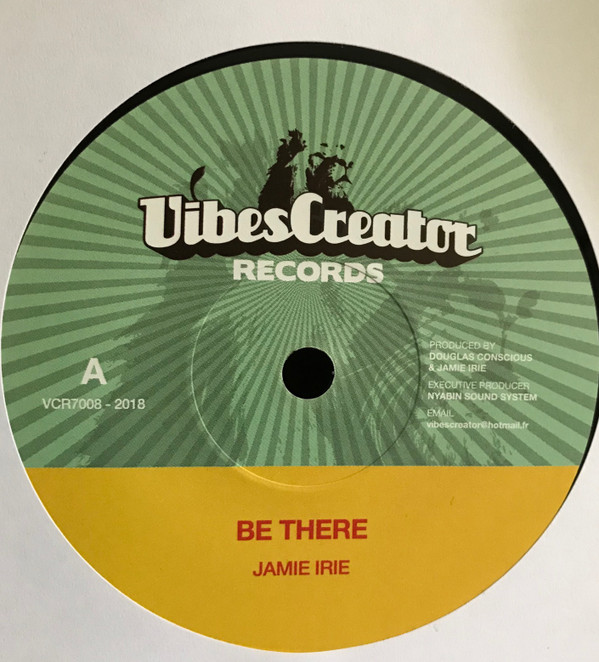 VibesCreator
RECORDS
A
VCR7008 - 2018
PRODUCED BY
DOUGLAS CONSCIOUS
& JAMIE IRIE
EXECUTIVE PRODUCER
NYABIN SOUND SYSTEM
EMAIL
vibescreator@hotmail.fr
BE THERE
JAMIE IRIE